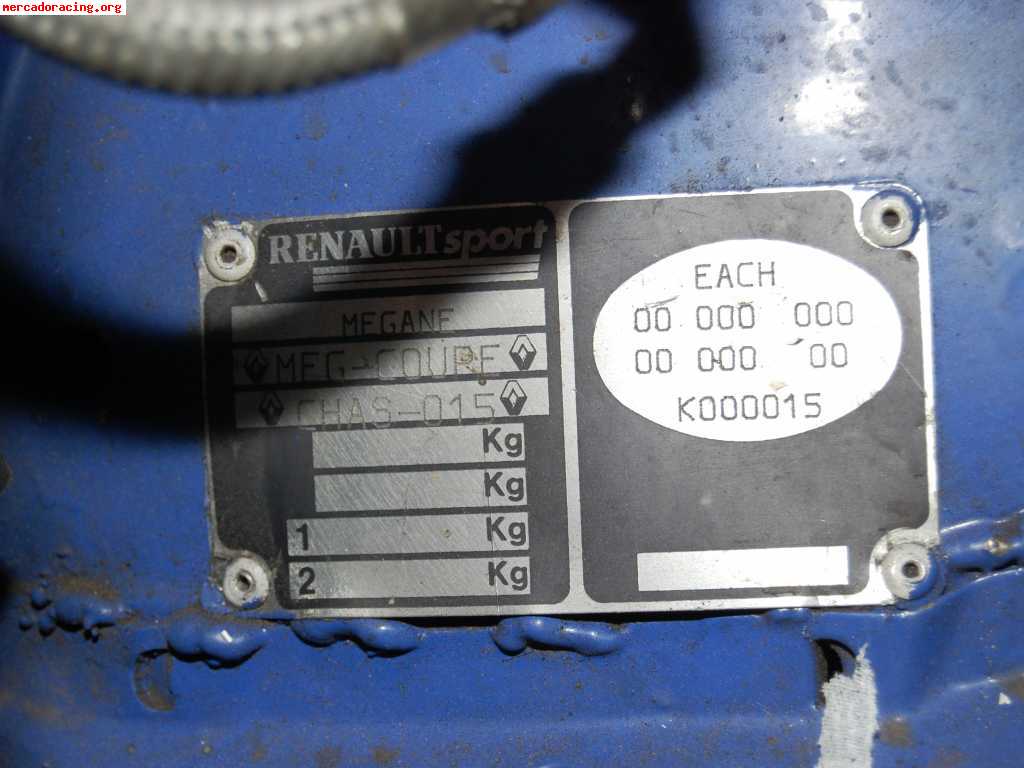 mercadoracing.org
RENAULTsport
MEGANE
MEG-COUPE
CHAS-015
Kg
Kg
1 Kg
2 Kg
EACH
00 000 000
00 000 00
K000015